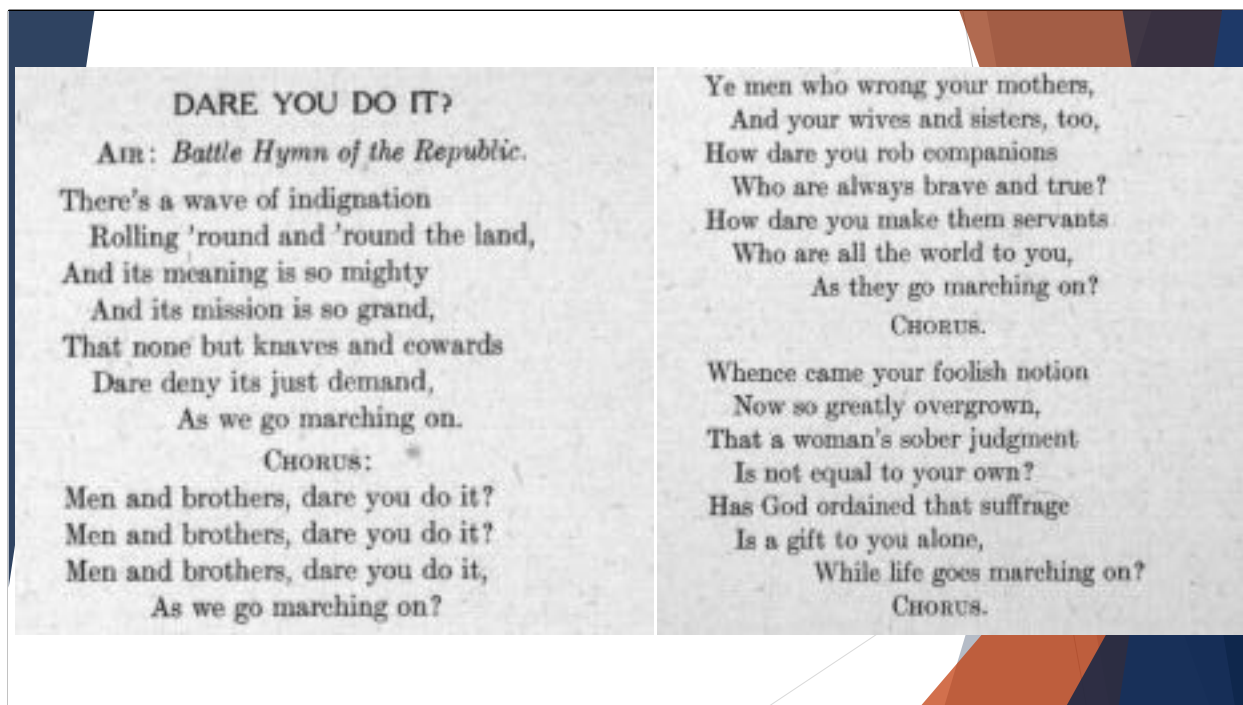 DARE YOU DO IT?
AIR: Battle Hymn of the Republic.
There's a wave of indignation
Rolling 'round and 'round the land,
And its meaning is so mighty
And its mission is so grand,
That none but knaves and cowards
Dare deny its just demand,
As we go marching on.
CHORUS:
Men and brothers, dare you do it?
Men and brothers, dare you do it?
Men and brothers, dare you do it,
As we go marching on?
Ye men who wrong your mothers,
And your wives and sisters, too,
How dare you rob companions
Who are always brave and true?
How dare you make them servants
Who are all the world to you,
As they go marching on?
CHORUS.
Whence came your foolish notion
Now so greatly overgrown,
That a woman's sober judgment
Is not equal to your own?
Has God ordained that suffrage
Is a gift to you alone,
While life goes marching on?
CHORUS.